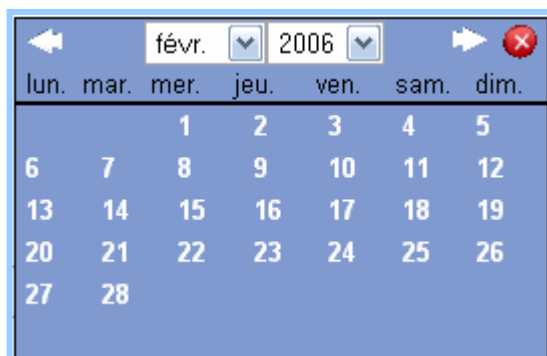 févr. 2006
lun. mar. mer. jeu. ven. sam. dim.
1 2 3 4 5
6 7 8 9 10 11 12
13 14 15 16 17 18 19
20 21 22 23 24 25 26
27 28